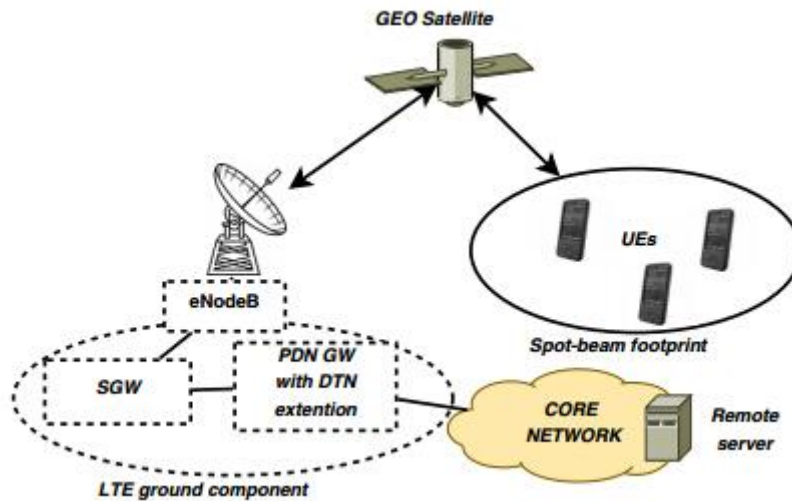 GEO Satellite
eNodeB
UEs
Spot-beam footprint
SGW
PDN GW
with DTN
extention
CORE
NETWORK
Remote
server
LTE ground component